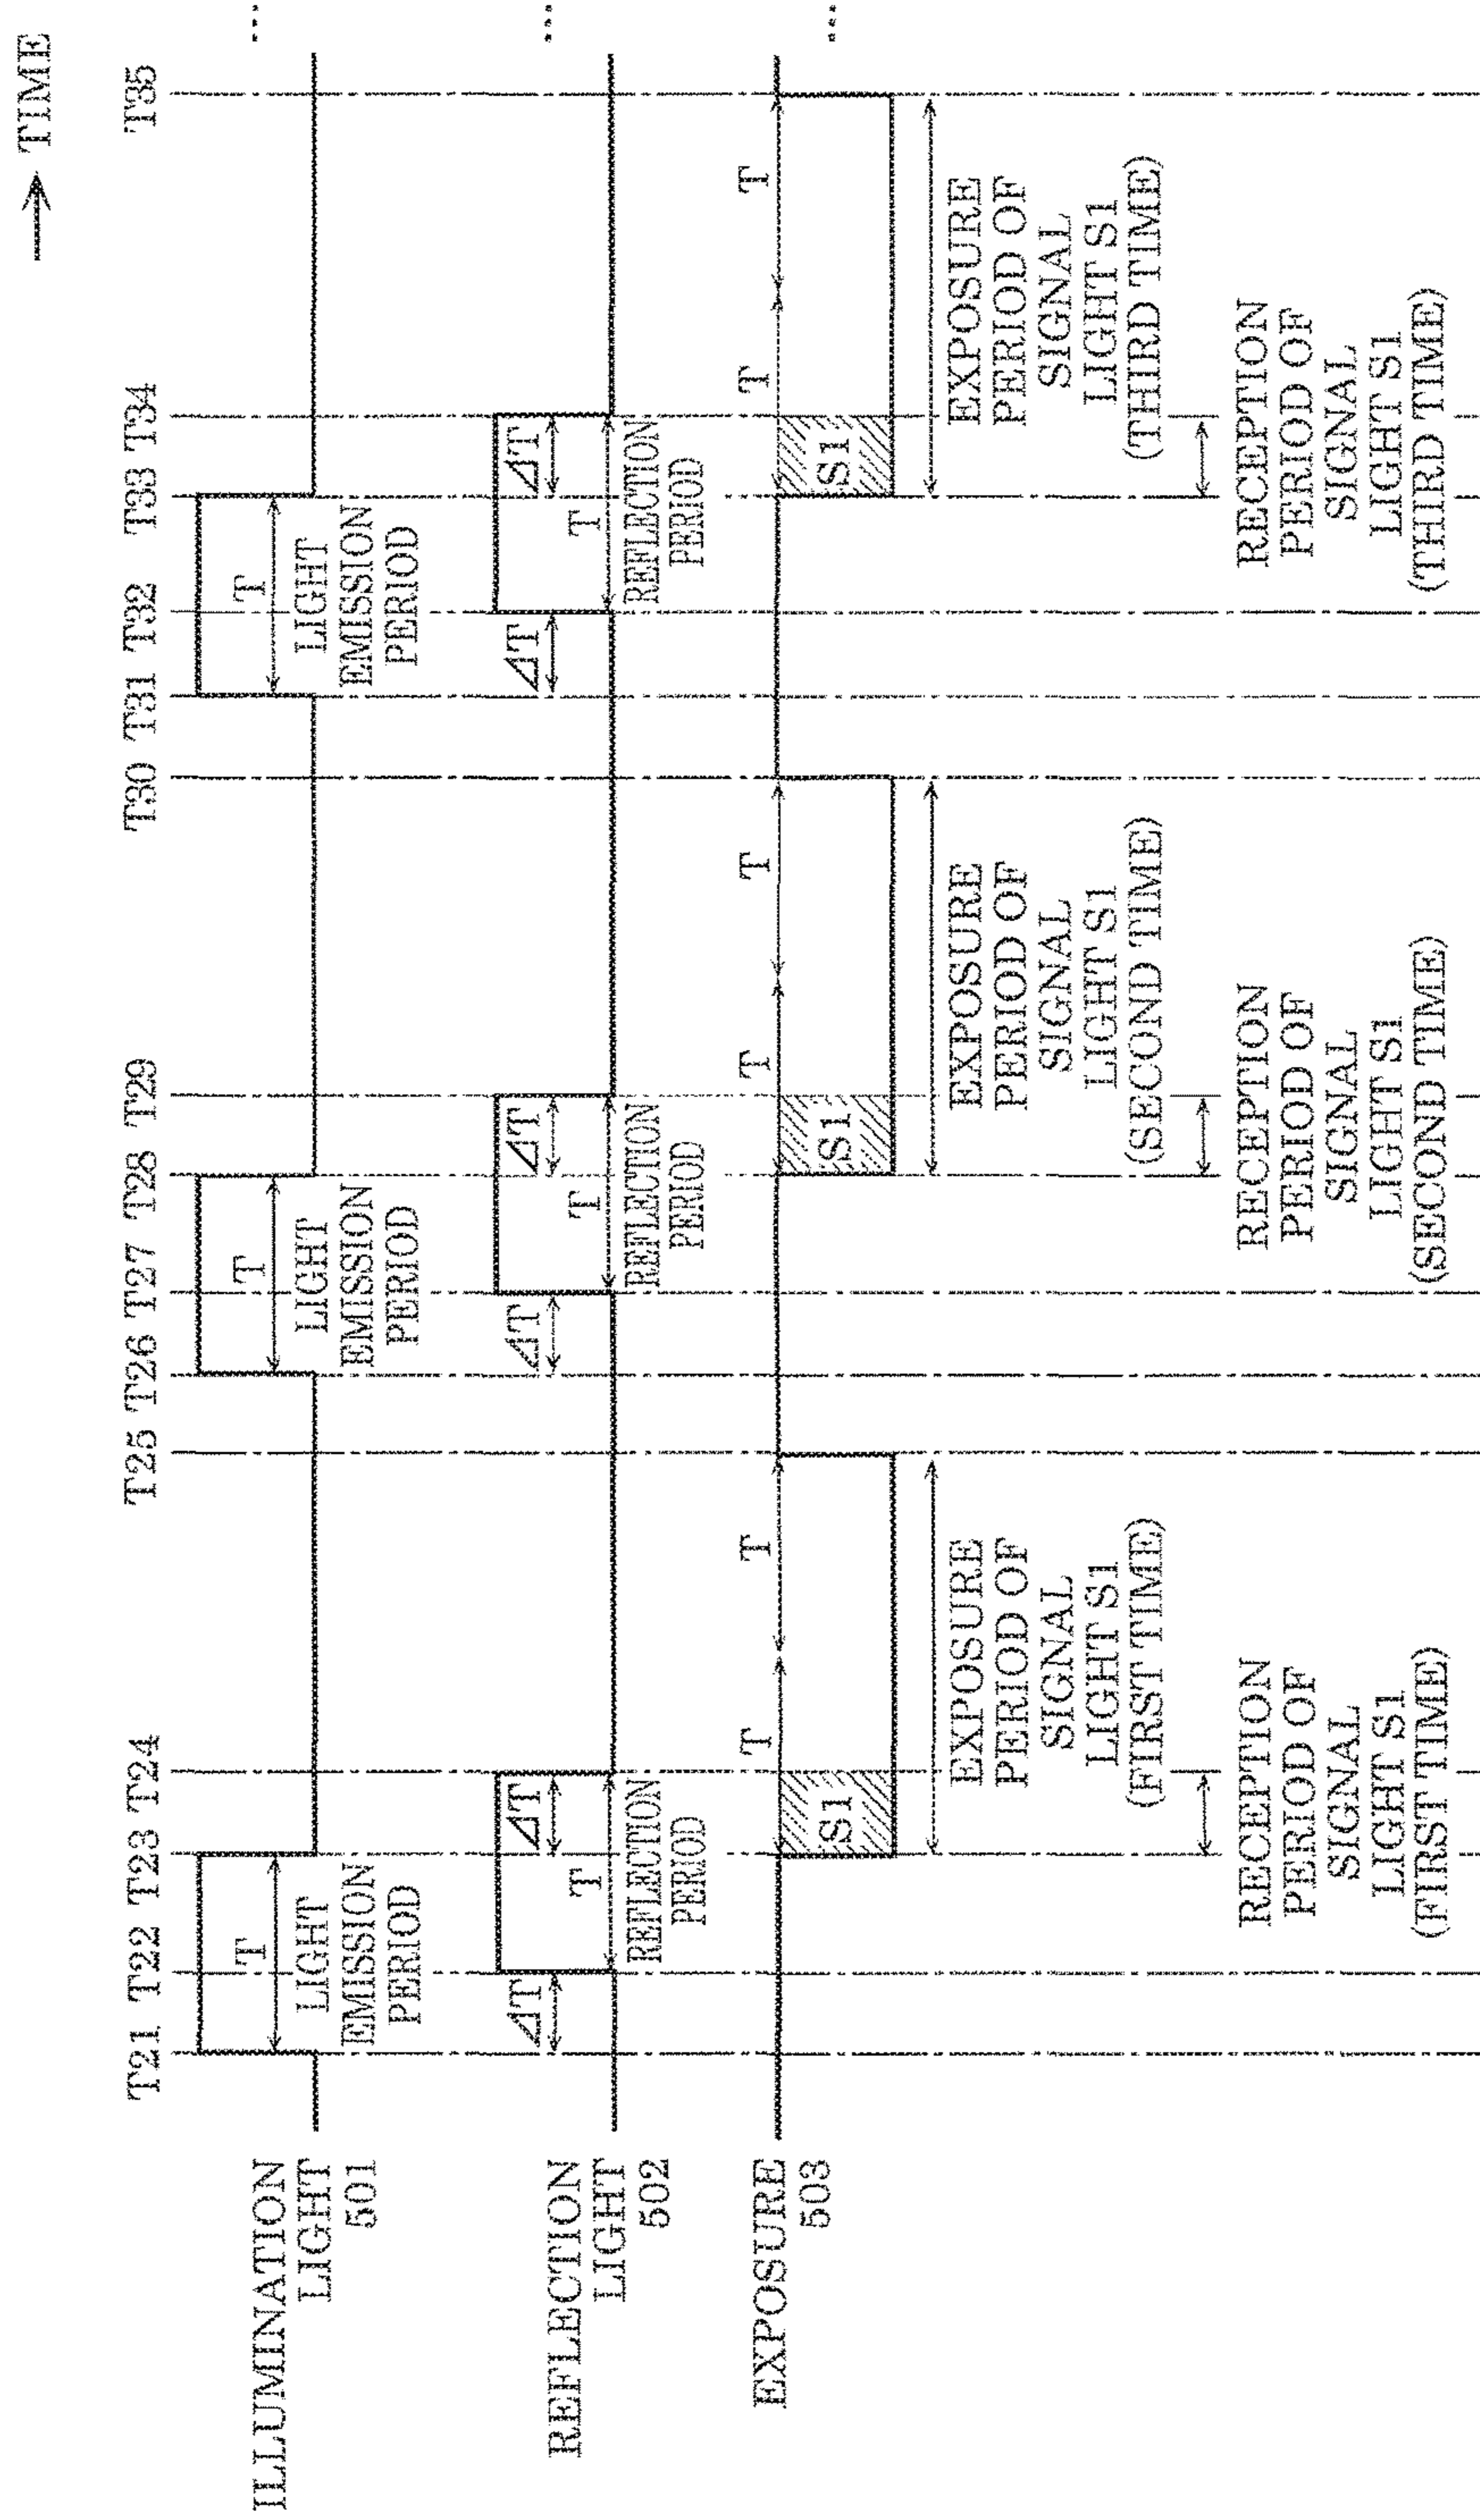 → TIME
T21 T22 T23 T24 T25 T26 T27 T28 T29 T30 T31 T32 T33 T34 T35
ILLUMINATION
LIGHT
501
T
LIGHT
EMISSION
PERIOD
T
LIGHT
EMISSION
PERIOD
T
LIGHT
EMISSION
PERIOD
...
REFLECTION
LIGHT
502
ΔT
ΔT
T
REFLECTION
PERIOD
ΔT
ΔT
T
REFLECTION
PERIOD
ΔT
ΔT
T
REFLECTION
PERIOD
...
EXPOSURE
503
T
T
S1
T
T
S1
T
T
S1
...
EXPOSURE
PERIOD OF
SIGNAL
LIGHT S1
(FIRST TIME)
EXPOSURE
PERIOD OF
SIGNAL
LIGHT S1
(SECOND TIME)
EXPOSURE
PERIOD OF
SIGNAL
LIGHT S1
(THIRD TIME)
RECEPTION
PERIOD OF
SIGNAL
LIGHT S1
(FIRST TIME)
RECEPTION
PERIOD OF
SIGNAL
LIGHT S1
(SECOND TIME)
RECEPTION
PERIOD OF
SIGNAL
LIGHT S1
(THIRD TIME)